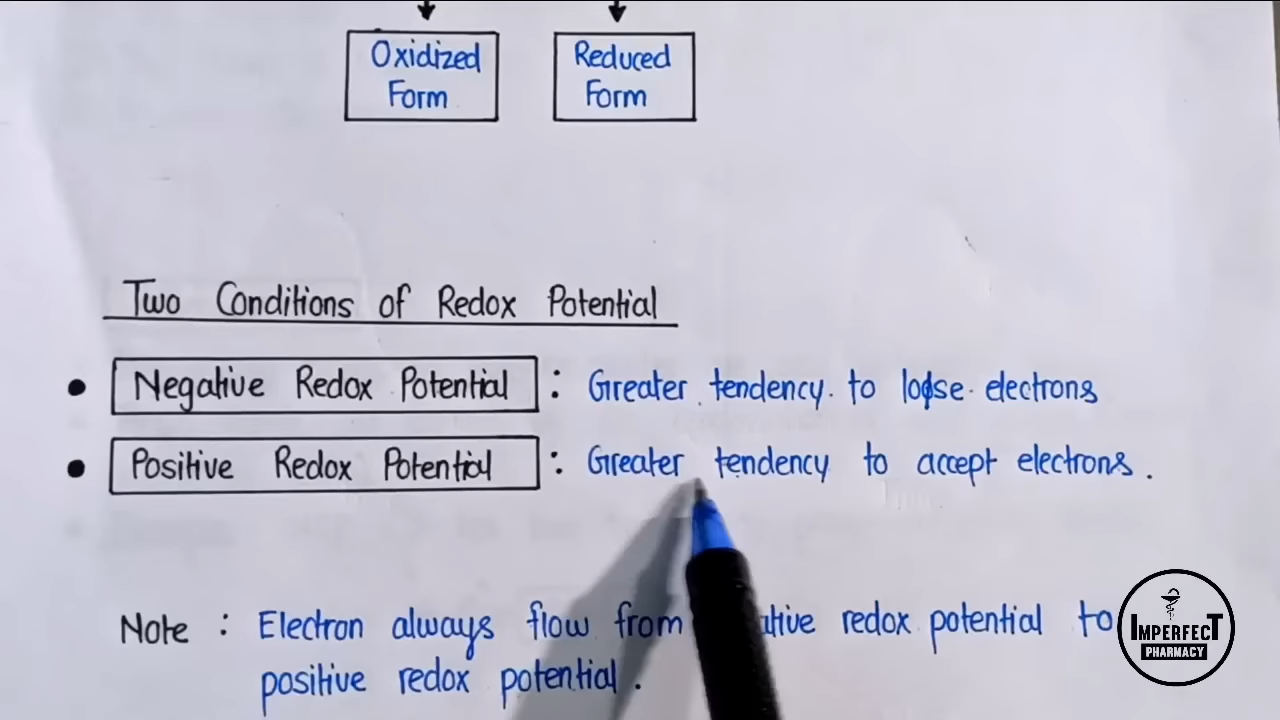 Oxidized Form
Reduced Form
Two Conditions of Redox Potential
• Negative Redox Potential : Greater tendency to loose electrons
• Positive Redox Potential : Greater tendency to accept electrons.
Note : Electron always flow from redox potential to
positive redox potential.
IMPERFECT
PHARMACY